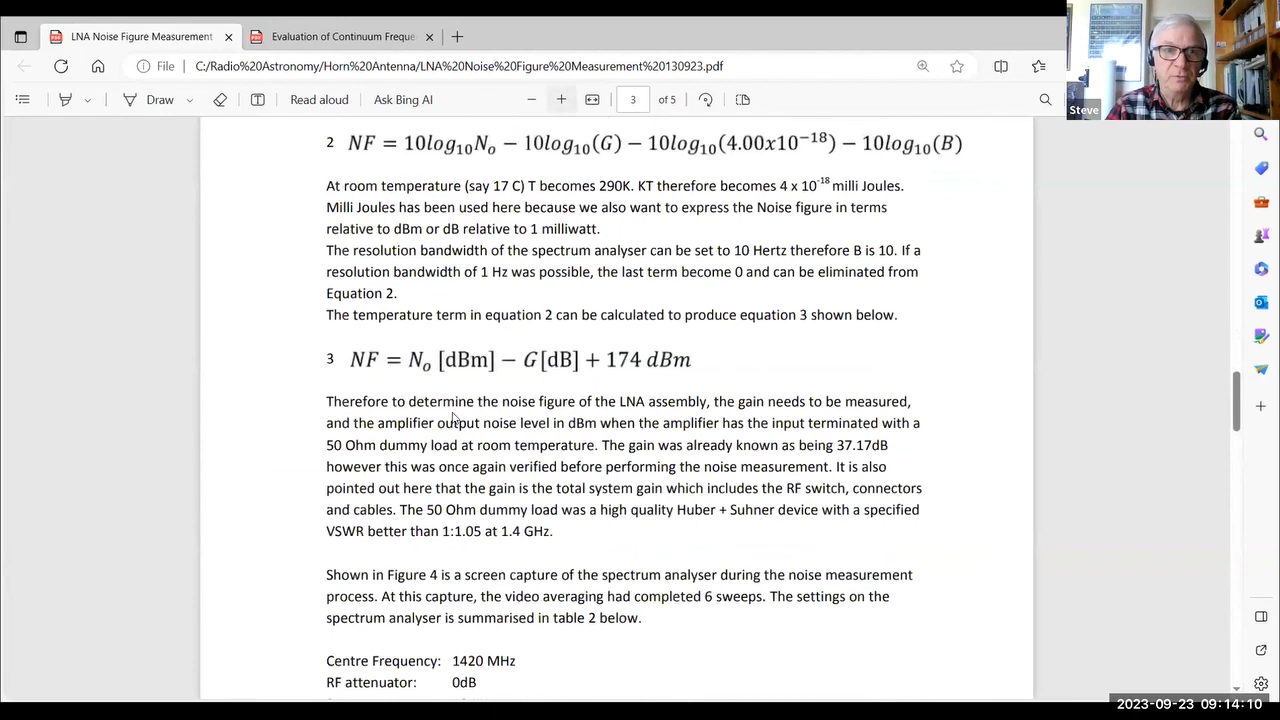 LNA Noise Figure Measurement
Evaluation of Continuum Freq
File
C:/Radio%20Astronomy/Horn
PDF
PDF
Draw
Read aloud
Ask Bing AI
3
of 5
Steve
2 NF = 10log₁₀Nₒ − 10log₁₀(G) − 10log₁₀(4.00x10⁻¹⁸) − 10log₁₀(B)
At room temperature (say 17 C) T becomes 290K. KT therefore becomes 4 x 10⁻¹⁸ milli Joules.
Milli Joules has been used here because we also want to express the Noise figure in terms
relative to dBm or dB relative to 1 milliwatt.
The resolution bandwidth of the spectrum analyser can be set to 10 Hertz therefore B is 10. If a
resolution bandwidth of 1 Hz was possible, the last term become 0 and can be eliminated from
Equation 2.
The temperature term in equation 2 can be calculated to produce equation 3 shown below.
3 NF = Nₒ [dBm] − G[dB] + 174 dBm
Therefore to determine the noise figure of the LNA assembly, the gain needs to be measured,
and the amplifier output noise level in dBm when the amplifier has the input terminated with a
50 Ohm dummy load at room temperature. The gain was already known as being 37.17dB
however this was once again verified before performing the noise measurement. It is also
pointed out here that the gain is the total system gain which includes the RF switch, connectors
and cables. The 50 Ohm dummy load was a high quality Huber + Suhner device with a specified
VSWR better than 1:1.05 at 1.4 GHz.
Shown in Figure 4 is a screen capture of the spectrum analyser during the noise measurement
process. At this capture, the video averaging had completed 6 sweeps. The settings on the
spectrum analyser is summarised in table 2 below.
Centre Frequency: 1420 MHz
RF attenuator: 0dB
2023-09-23 09:14:10